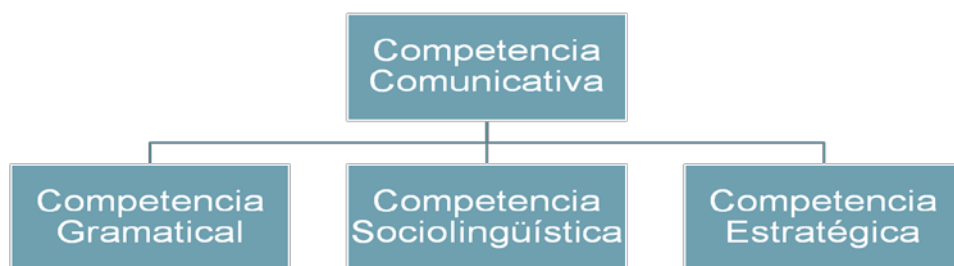 Competencia
Comunicativa
Competencia
Gramatical
Competencia
Sociolingüística
Competencia
Estratégica